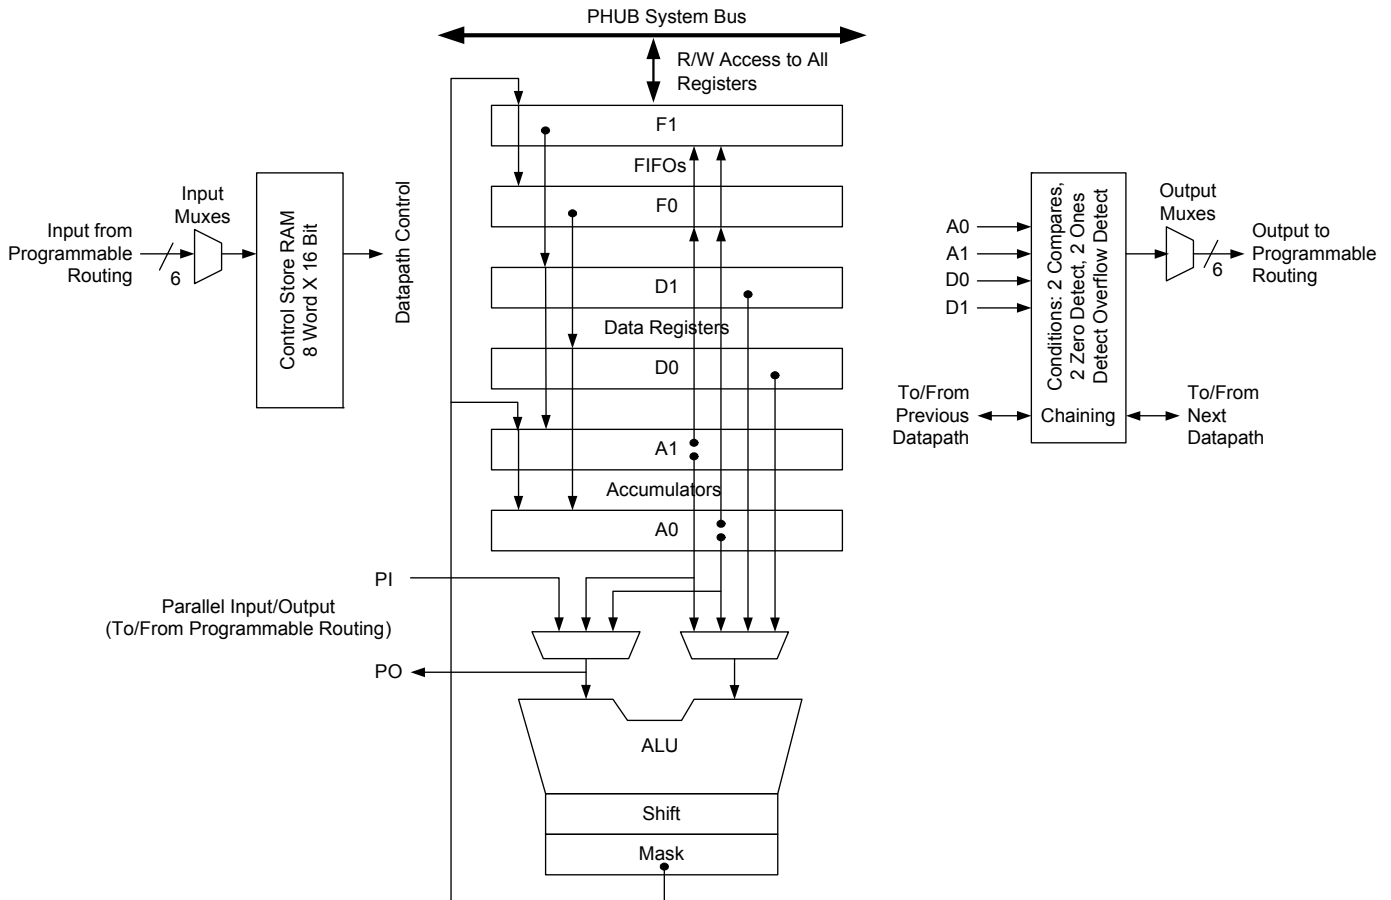 PHUB System Bus
R/W Access to All
Registers
F1
FIFOs
F0
D1
Data Registers
D0
A1
Accumulators
A0
Input from
Programmable
Routing
6
Input
Muxes
Control Store RAM
8 Word X 16 Bit
Datapath Control
PI
Parallel Input/Output
(To/From Programmable Routing)
PO
ALU
Shift
Mask
A0
A1
D0
D1
Conditions: 2 Compares,
2 Zero Detect, 2 Ones
Detect Overflow Detect
Chaining
Output
Muxes
6
Output to
Programmable
Routing
To/From
Previous
Datapath
To/From
Next
Datapath